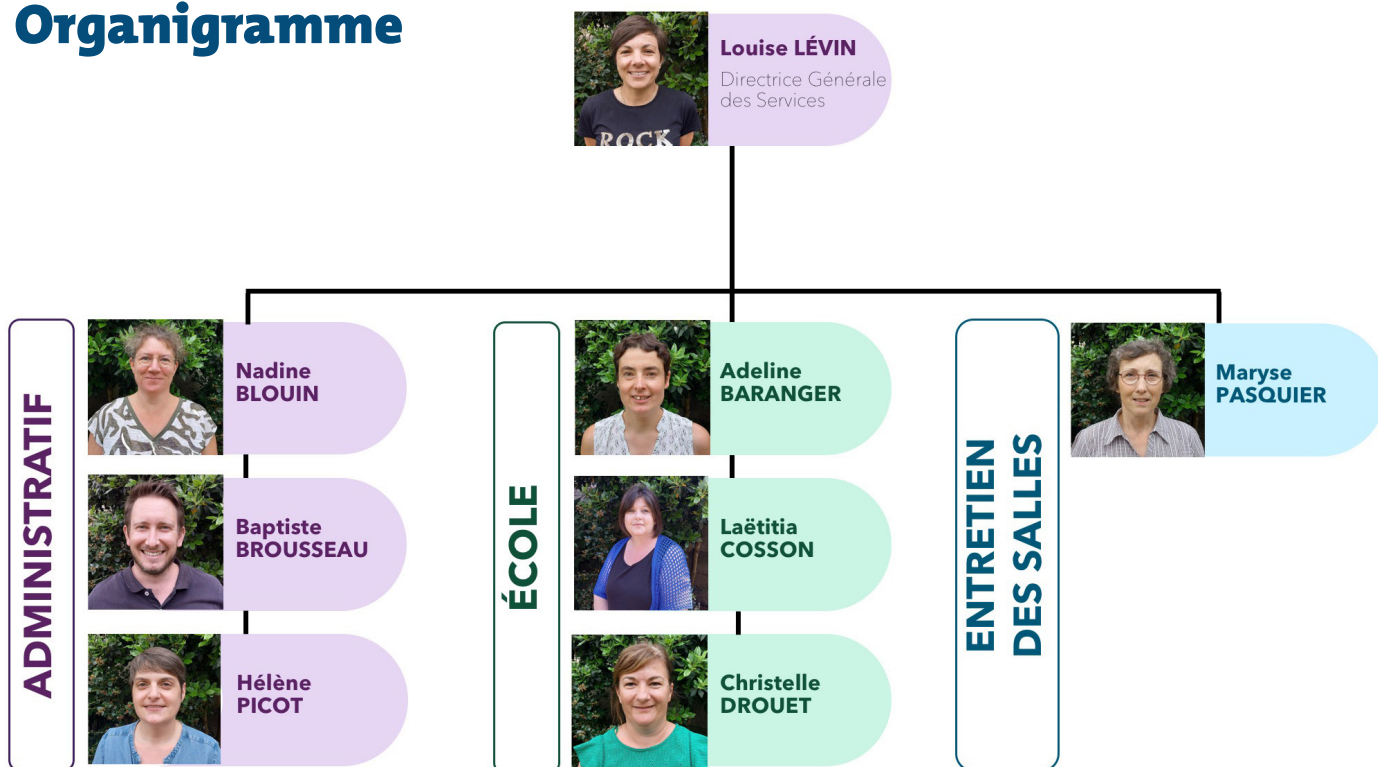 Organigramme
Louise LÉVIN
Directrice Générale
des Services
ROCK
ADMINISTRATIF
Nadine
BLOUIN
Baptiste
BROUSSEAU
Hélène
PICOT
ÉCOLE
Adeline
BARANGER
Laëtitia
COSSON
Christelle
DROUET
ENTRETIEN
DES SALLES
Maryse
PASQUIER